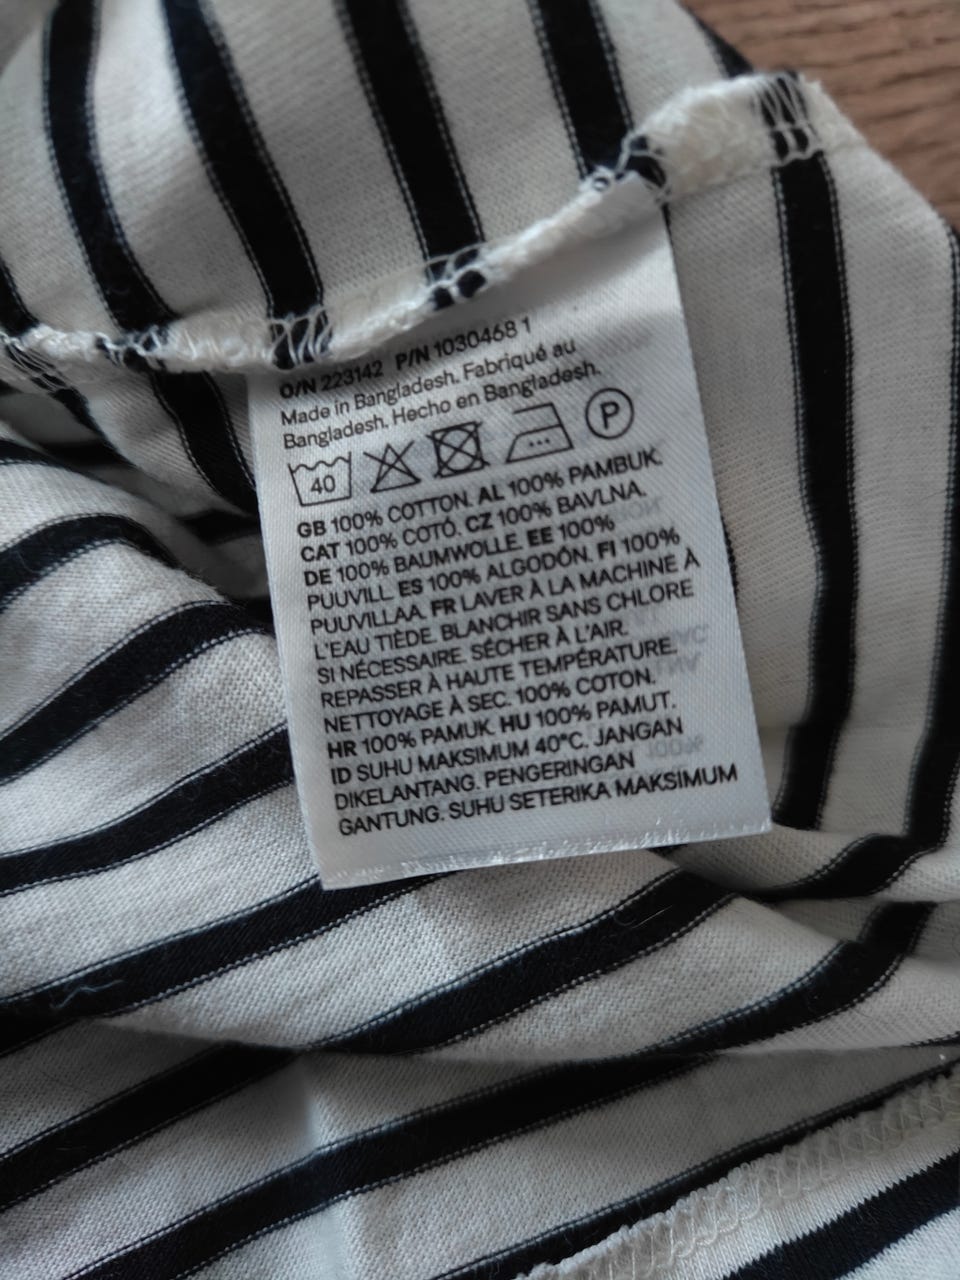 O/N 223142 P/N 1030468 1
Made in Bangladesh. Fabriqué au
Bangladesh. Hecho en Bangladesh.
40 P
GB 100% COTTON. AL 100% PAMBUK.
CAT 100% COTÓ. CZ 100% BAVLNA.
DE 100% BAUMWOLLE. EE 100%
PUUVILL. ES 100% ALGODÓN. FI 100%
PUUVILLAA. FR LAVER À LA MACHINE À
L'EAU TIÈDE. BLANCHIR SANS CHLORE
SI NÉCESSAIRE. SÉCHER À L'AIR.
REPASSER À HAUTE TEMPÉRATURE.
NETTOYAGE À SEC. 100% COTON.
HR 100% PAMUK. HU 100% PAMUT.
ID SUHU MAKSIMUM 40°C. JANGAN
DIKELANTANG. PENGERINGAN
GANTUNG. SUHU SETERIKA MAKSIMUM